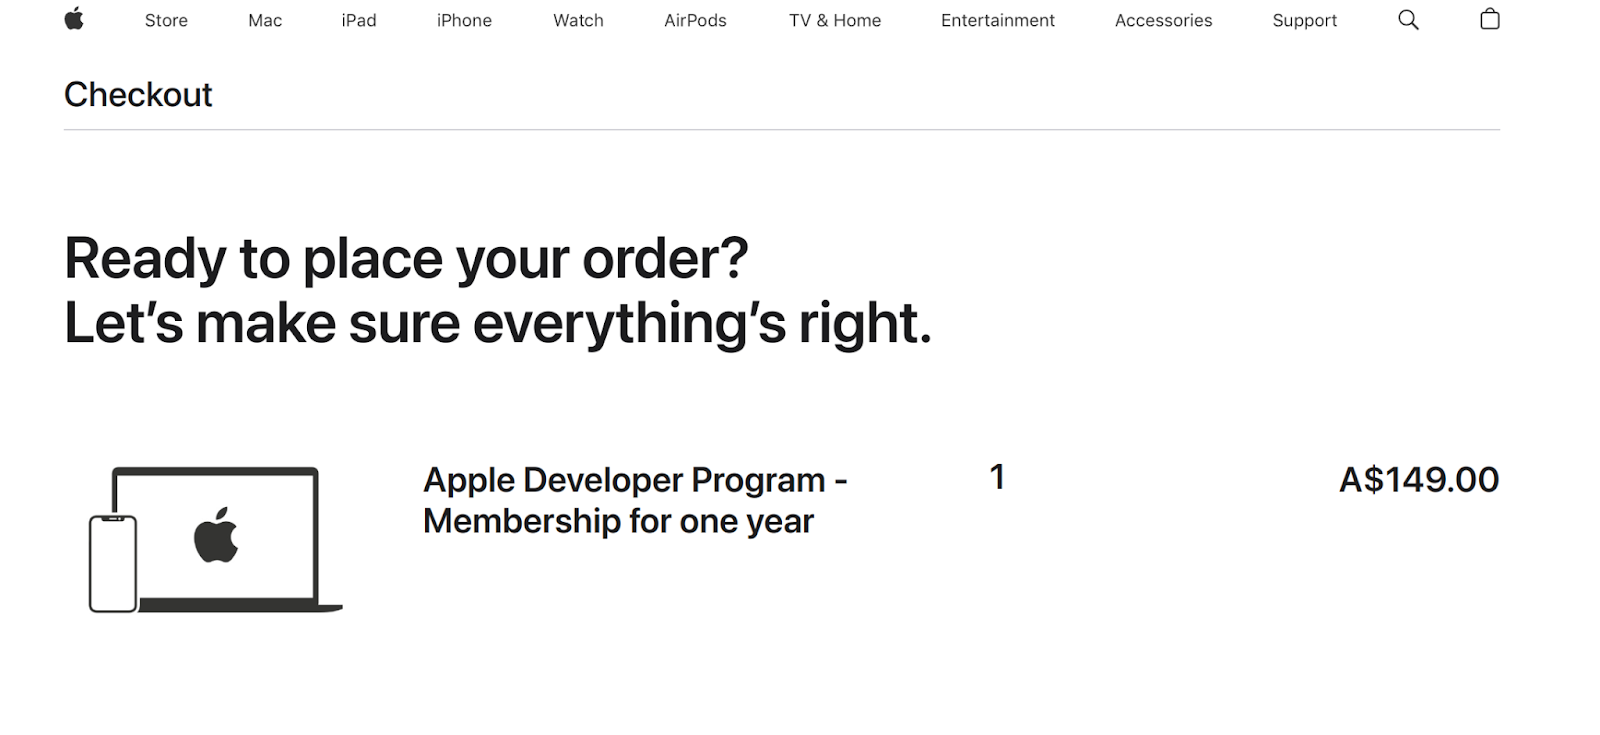 Store Mac iPad iPhone Watch AirPods TV & Home Entertainment Accessories Support
Checkout
Ready to place your order?
Let’s make sure everything’s right.
Apple Developer Program - 1 A$149.00
Membership for one year